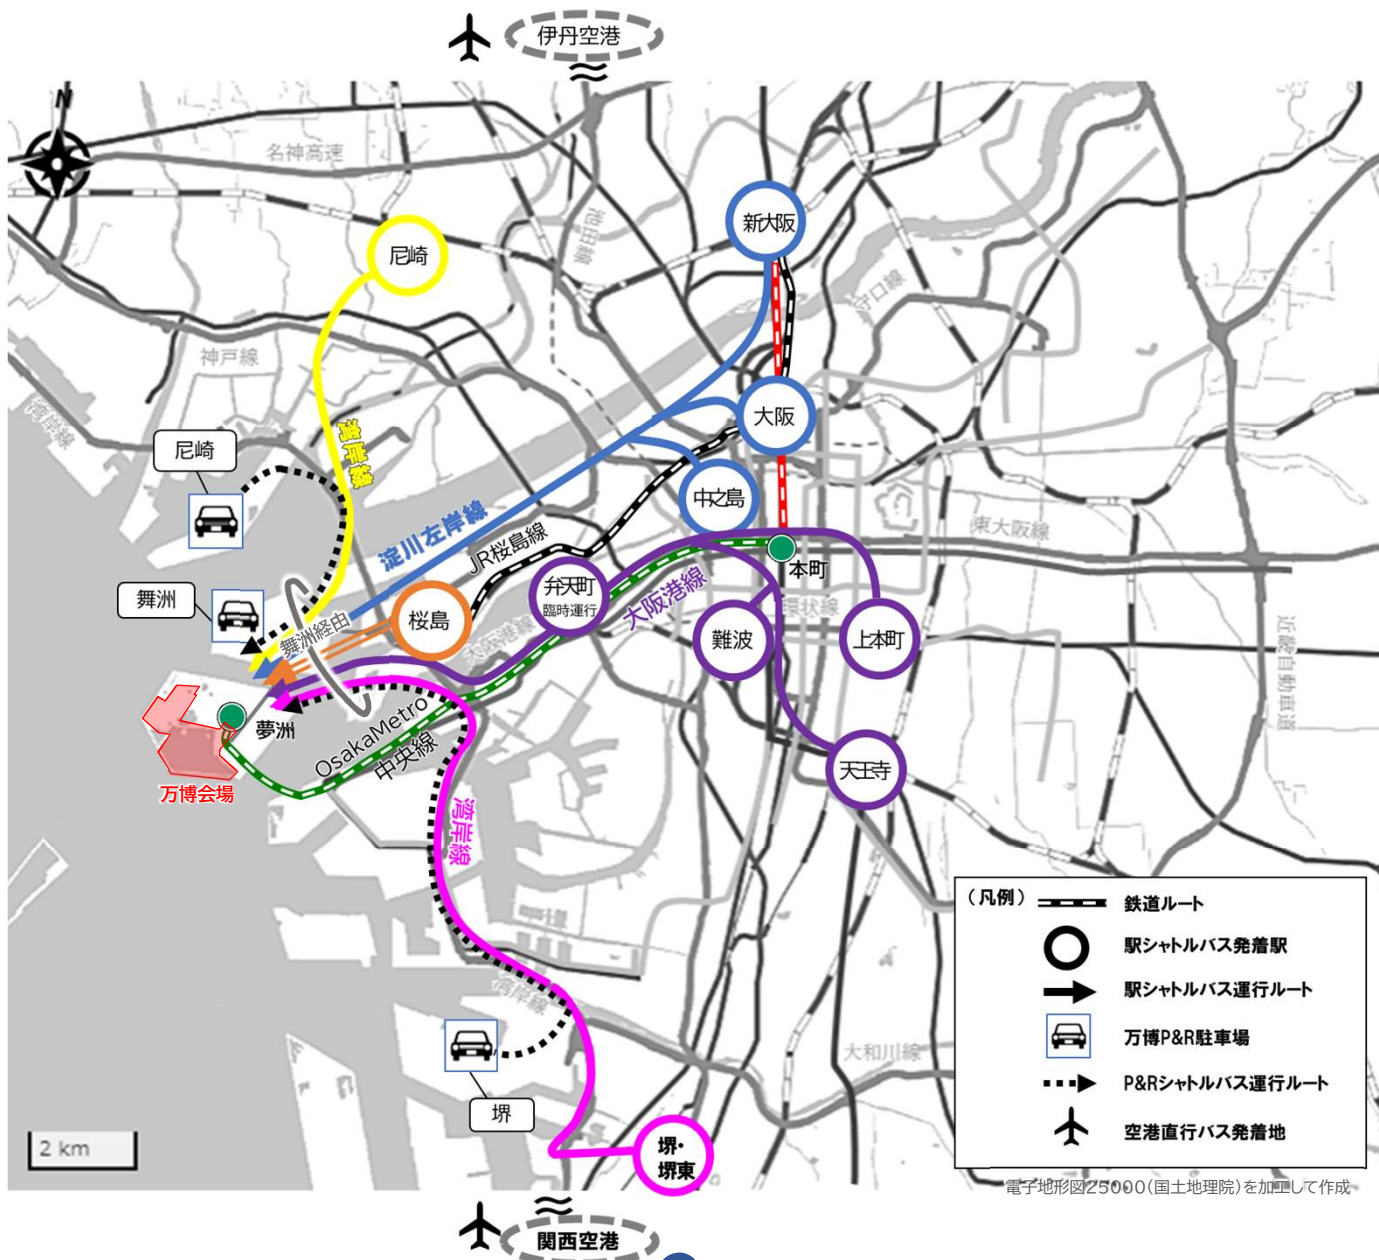 伊丹空港
N
名神高速
池田線
新大阪
尼崎
守口線
神戸線
湾岸線
大阪
湾岸線
尼崎
中之島
淀川左岸線
JR桜島線
東大阪線
本町
弁天町
臨時運行
大阪港線
舞洲
桜島
環状線
舞洲経由
大阪港線
難波
上本町
近畿自動車道
夢洲
OsakaMetro
中央線
天王寺
万博会場
湾岸線
(凡例)
鉄道ルート
駅シャトルバス発着駅
駅シャトルバス運行ルート
万博P&R駐車場
P&Rシャトルバス運行ルート
空港直行バス発着地
湾岸線
大和川線
堺
堺・
堺東
2 km
電子地形図25000(国土地理院)を加工して作成
関西空港